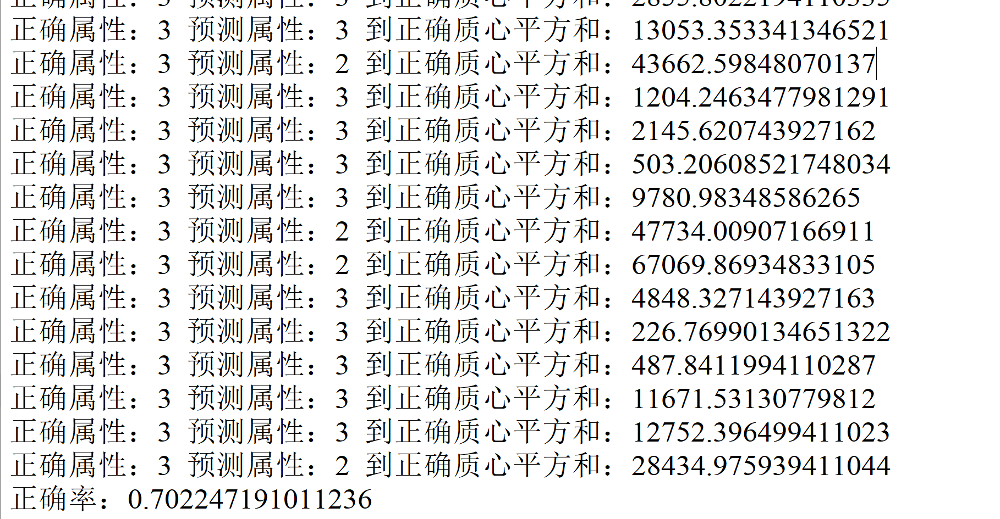 正确属性：3 预测属性：3 到正确质心平方和：2855.8022194110335
正确属性：3 预测属性：3 到正确质心平方和：13053.353341346521
正确属性：3 预测属性：2 到正确质心平方和：43662.59848070137
正确属性：3 预测属性：3 到正确质心平方和：1204.2463477981291
正确属性：3 预测属性：3 到正确质心平方和：2145.620743927162
正确属性：3 预测属性：3 到正确质心平方和：503.20608521748034
正确属性：3 预测属性：3 到正确质心平方和：9780.98348586265
正确属性：3 预测属性：2 到正确质心平方和：47734.00907166911
正确属性：3 预测属性：2 到正确质心平方和：67069.86934833105
正确属性：3 预测属性：3 到正确质心平方和：4848.327143927163
正确属性：3 预测属性：3 到正确质心平方和：226.76990134651322
正确属性：3 预测属性：3 到正确质心平方和：487.8411994110287
正确属性：3 预测属性：3 到正确质心平方和：11671.53130779812
正确属性：3 预测属性：3 到正确质心平方和：12752.396499411023
正确属性：3 预测属性：2 到正确质心平方和：28434.975939411044
正确率：0.702247191011236